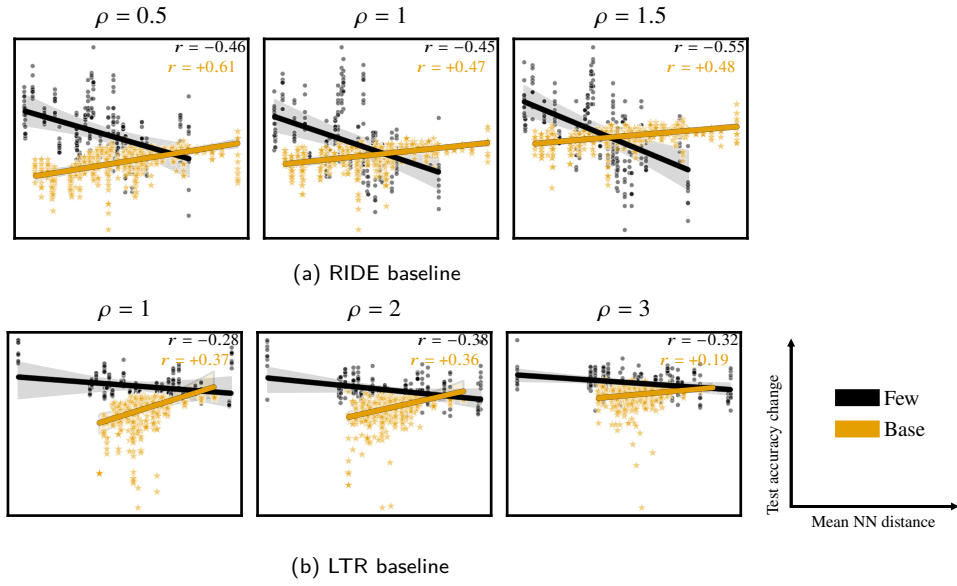 ρ = 0.5
ρ = 1
ρ = 1.5
r = −0.46
r = +0.61
r = −0.45
r = +0.47
r = −0.55
r = +0.48
(a) RIDE baseline
ρ = 1
ρ = 2
ρ = 3
r = −0.28
r = +0.37
r = −0.38
r = +0.36
r = −0.32
r = +0.19
Few
Base
Test accuracy change
Mean NN distance
(b) LTR baseline